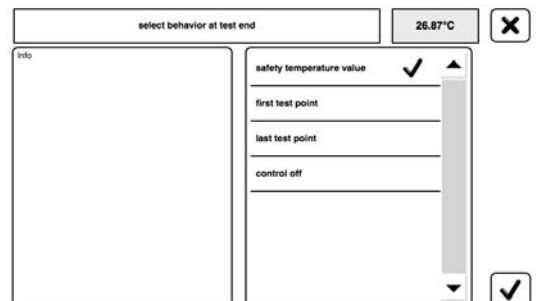 select behavior at test end
26.87°C
Info
safety temperature value
first test point
last test point
control off